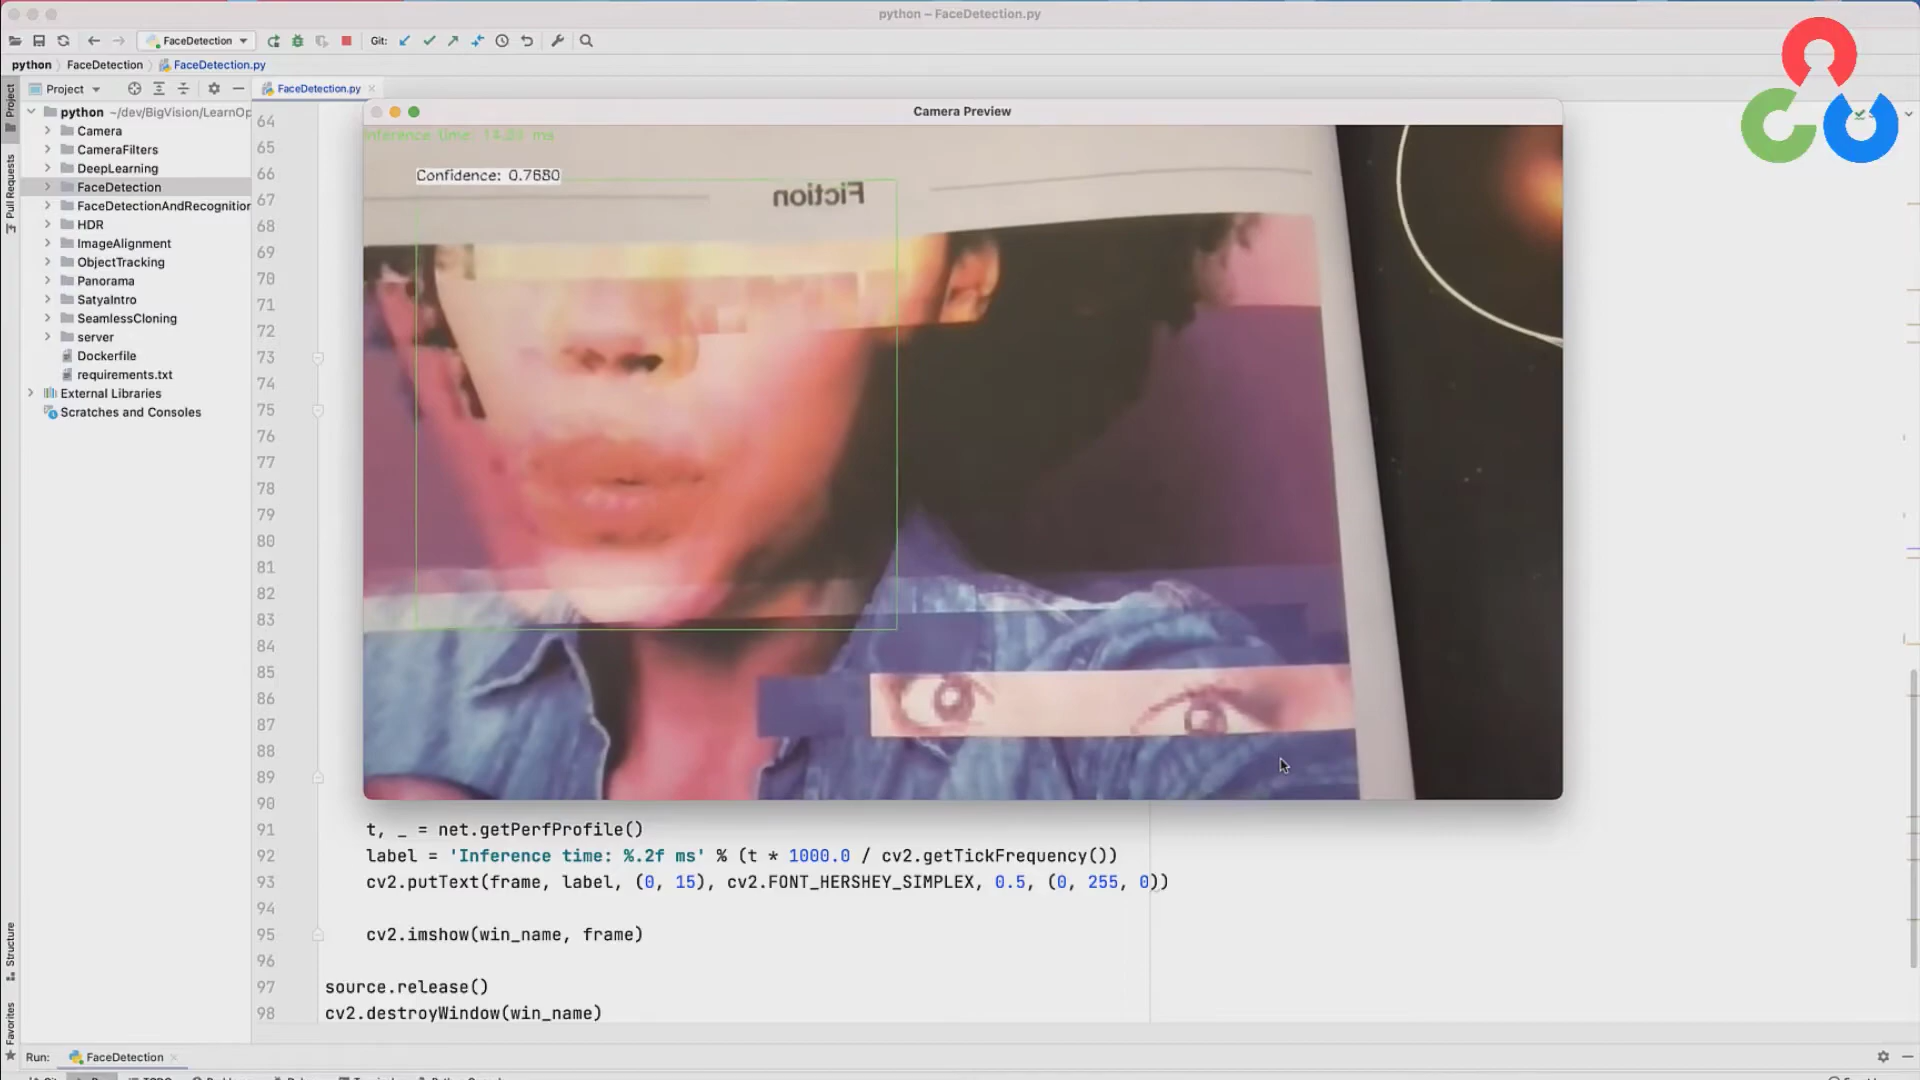 python – FaceDetection.py
FaceDetection
Git:
python
FaceDetection
FaceDetection.py
Project
FaceDetection.py
Project
Pull Requests
Structure
Favorites
python ~/dev/BigVision/LearnOp
Camera
CameraFilters
DeepLearning
FaceDetection
FaceDetectionAndRecognition
HDR
ImageAlignment
ObjectTracking
Panorama
SatyaIntro
SeamlessCloning
server
Dockerfile
requirements.txt
External Libraries
Scratches and Consoles
Camera Preview
Inference time: ms
Confidence: 0.7680
Fiction
64
65
66
67
68
69
70
71
72
73
74
75
76
77
78
79
80
81
82
83
84
85
86
87
88
89
90
91 t, _ = net.getPerfProfile()
92 label = 'Inference time: %.2f ms' % (t * 1000.0 / cv2.getTickFrequency())
93 cv2.putText(frame, label, (0, 15), cv2.FONT_HERSHEY_SIMPLEX, 0.5, (0, 255, 0))
94
95 cv2.imshow(win_name, frame)
96
97 source.release()
98 cv2.destroyWindow(win_name)
Run: FaceDetection